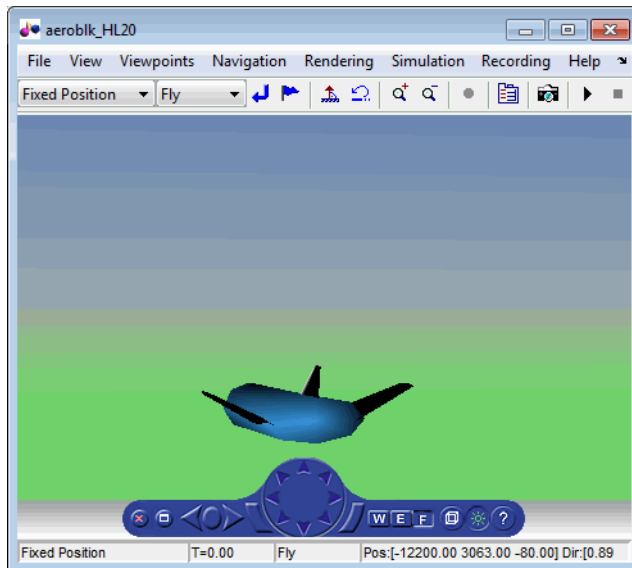 aeroblk_HL20
File View Viewpoints Navigation Rendering Simulation Recording Help
Fixed Position Fly
W E F ?
Fixed Position T=0.00 Fly Pos:[-12200.00 3063.00 -80.00] Dir:[0.89